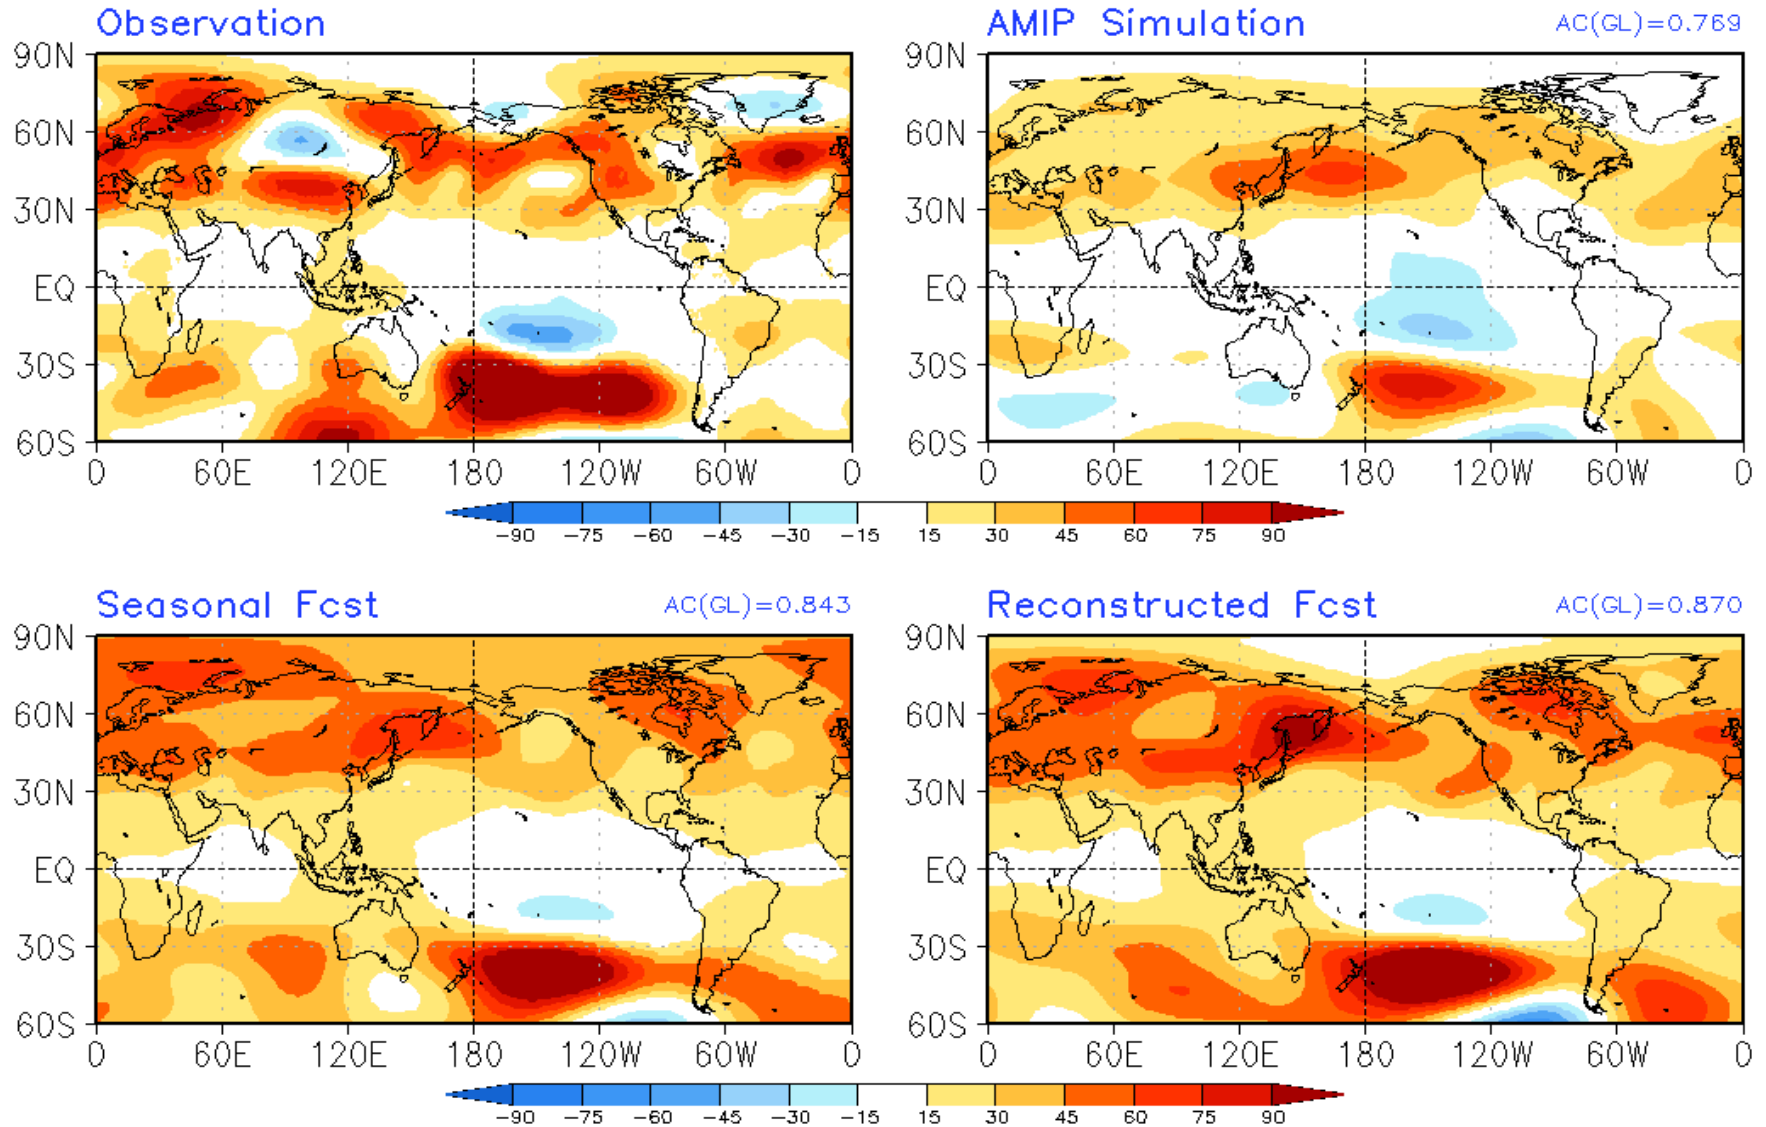 Observation
AMIP Simulation AC(GL)=0.769
90N 90N
60N 60N
30N 30N
EQ EQ
30S 30S
60S 60S
0 60E 120E 180 120W 60W 0 0 60E 120E 180 120W 60W 0
−90 −75 −60 −45 −30 −15 15 30 45 60 75 90
Seasonal Fcst AC(GL)=0.843
Reconstructed Fcst AC(GL)=0.870
90N 90N
60N 60N
30N 30N
EQ EQ
30S 30S
60S 60S
0 60E 120E 180 120W 60W 0 0 60E 120E 180 120W 60W 0
−90 −75 −60 −45 −30 −15 15 30 45 60 75 90